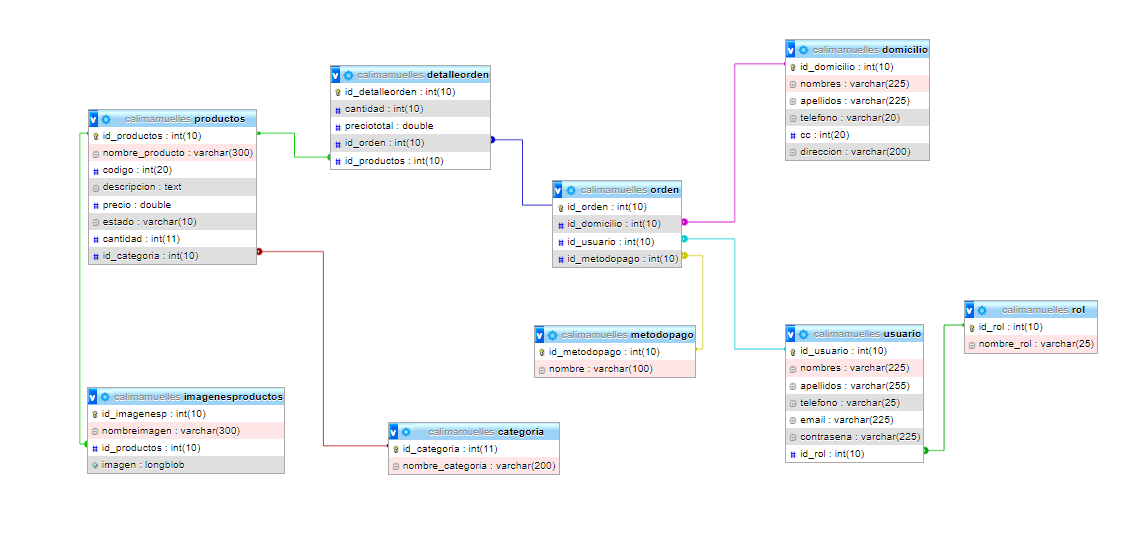 calimamuelles domicilio
id_domicilio : int(10)
nombres : varchar(225)
apellidos : varchar(225)
telefono : varchar(20)
cc : int(20)
direccion : varchar(200)
calimamuelles detalleorden
id_detalleorden : int(10)
cantidad : int(10)
preciototal : double
id_orden : int(10)
id_productos : int(10)
calimamuelles productos
id_productos : int(10)
nombre_producto : varchar(300)
codigo : int(20)
descripcion : text
precio : double
estado : varchar(10)
cantidad : int(11)
id_categoria : int(10)
calimamuelles orden
id_orden : int(10)
id_domicilio : int(10)
id_usuario : int(10)
id_metodopago : int(10)
calimamuelles metodopago
id_metodopago : int(10)
nombre : varchar(100)
calimamuelles usuario
id_usuario : int(10)
nombres : varchar(225)
apellidos : varchar(255)
telefono : varchar(25)
email : varchar(225)
contrasena : varchar(225)
id_rol : int(10)
calimamuelles rol
id_rol : int(10)
nombre_rol : varchar(25)
calimamuelles imagenesproductos
id_imagenesp : int(10)
nombreimagen : varchar(300)
id_productos : int(10)
imagen : longblob
calimamuelles categoria
id_categoria : int(11)
nombre_categoria : varchar(200)